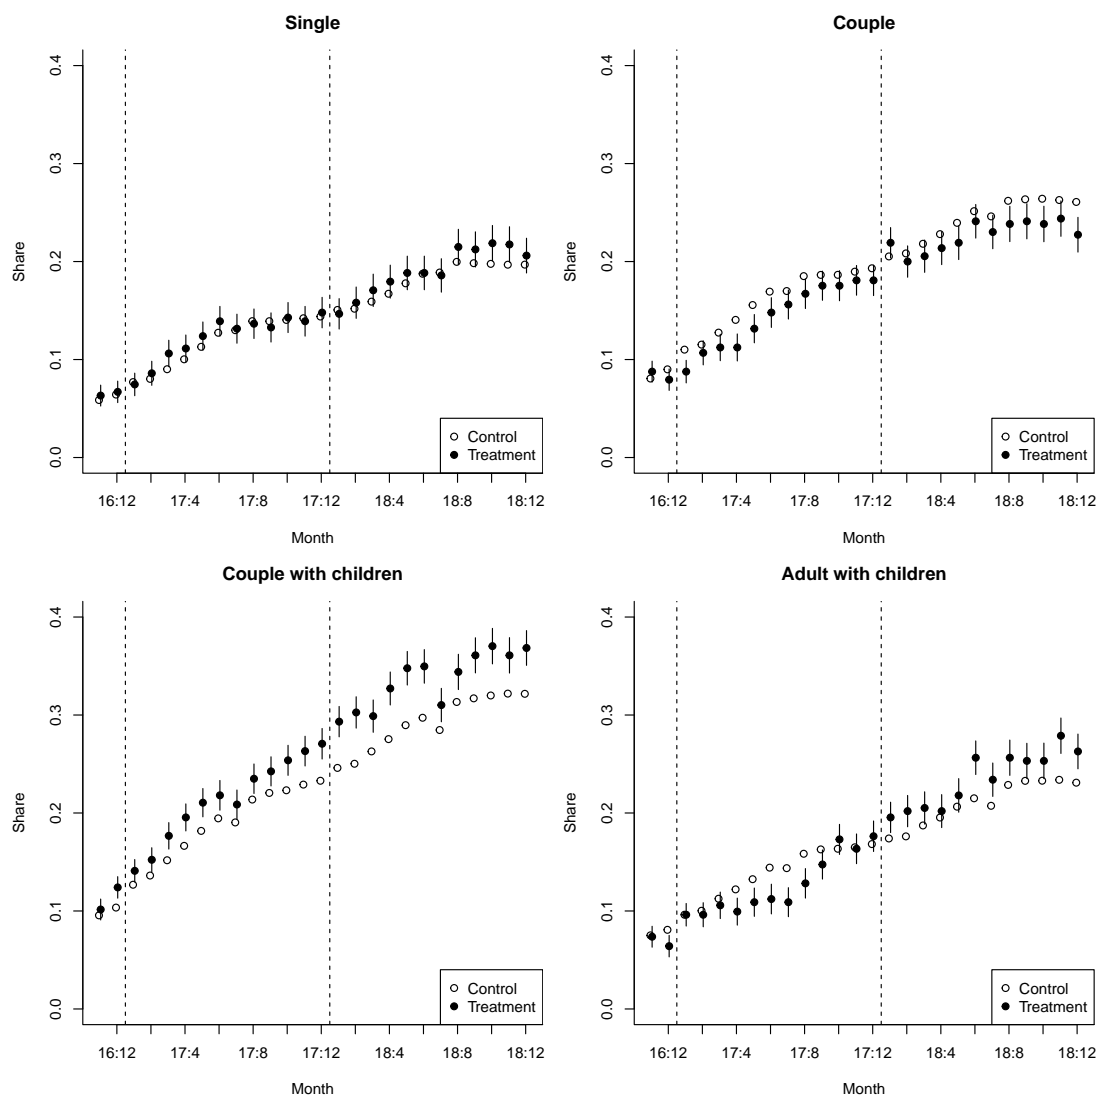 Single
Share
0.4
0.3
0.2
0.1
0.0
16:12 17:4 17:8 17:12 18:4 18:8 18:12
Month
Control
Treatment
Couple
Share
0.4
0.3
0.2
0.1
0.0
16:12 17:4 17:8 17:12 18:4 18:8 18:12
Month
Control
Treatment
Couple with children
Share
0.4
0.3
0.2
0.1
0.0
16:12 17:4 17:8 17:12 18:4 18:8 18:12
Month
Control
Treatment
Adult with children
Share
0.4
0.3
0.2
0.1
0.0
16:12 17:4 17:8 17:12 18:4 18:8 18:12
Month
Control
Treatment